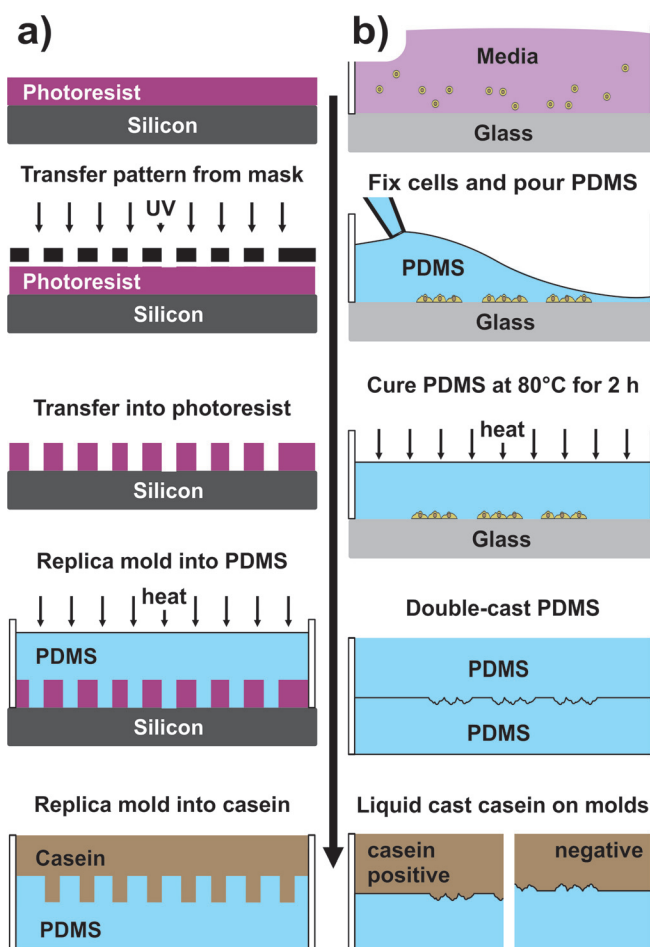 a)
Photoresist
Silicon
Transfer pattern from mask
UV
Photoresist
Silicon
Transfer into photoresist
Silicon
Replica mold into PDMS
heat
PDMS
Silicon
Replica mold into casein
Casein
PDMS
b)
Media
Glass
Fix cells and pour PDMS
PDMS
Glass
Cure PDMS at 80°C for 2 h
heat
Glass
Double-cast PDMS
PDMS
PDMS
Liquid cast casein on molds
casein
positive
negative